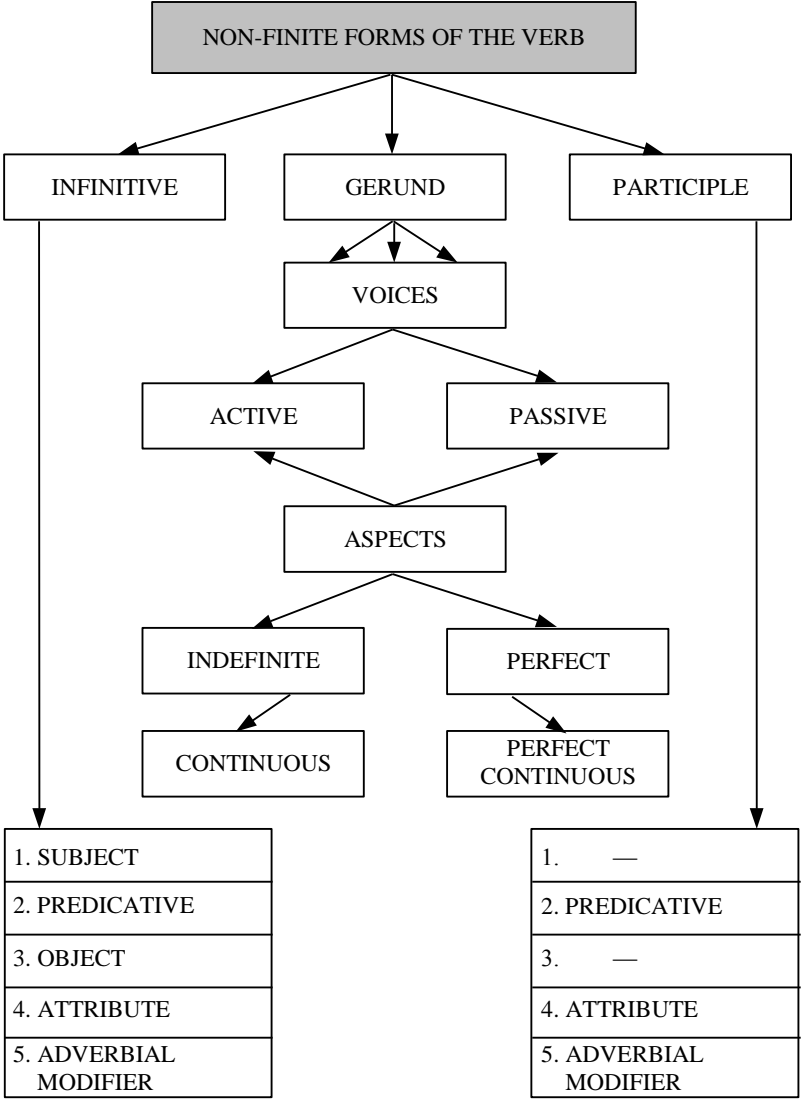 NON-FINITE FORMS OF THE VERB
INFINITIVE
GERUND
PARTICIPLE
VOICES
ACTIVE
PASSIVE
ASPECTS
INDEFINITE
PERFECT
CONTINUOUS
PERFECT
CONTINUOUS
1. SUBJECT
2. PREDICATIVE
3. OBJECT
4. ATTRIBUTE
5. ADVERBIAL
MODIFIER
1. —
2. PREDICATIVE
3. —
4. ATTRIBUTE
5. ADVERBIAL
MODIFIER